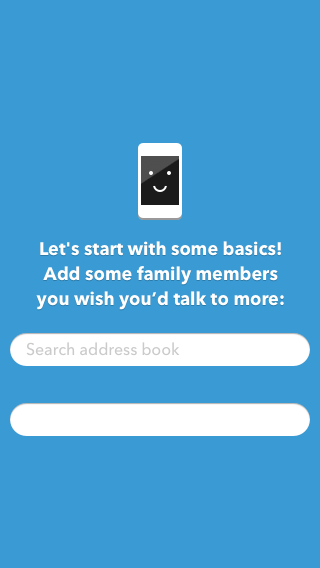 Let's start with some basics!
Add some family members
you wish you’d talk to more:
Search address book